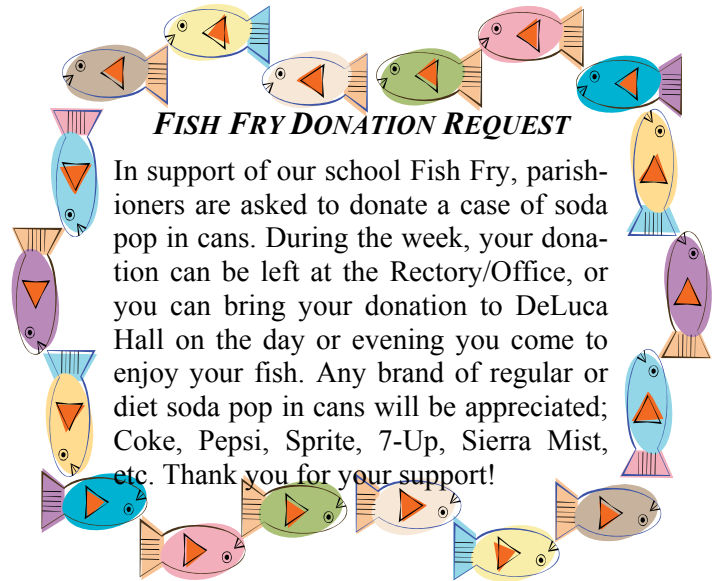 FISH FRY DONATION REQUEST
In support of our school Fish Fry, parish-
ioners are asked to donate a case of soda
pop in cans. During the week, your dona-
tion can be left at the Rectory/Office, or
you can bring your donation to DeLuca
Hall on the day or evening you come to
enjoy your fish. Any brand of regular or
diet soda pop in cans will be appreciated;
Coke, Pepsi, Sprite, 7-Up, Sierra Mist,
etc. Thank you for your support!